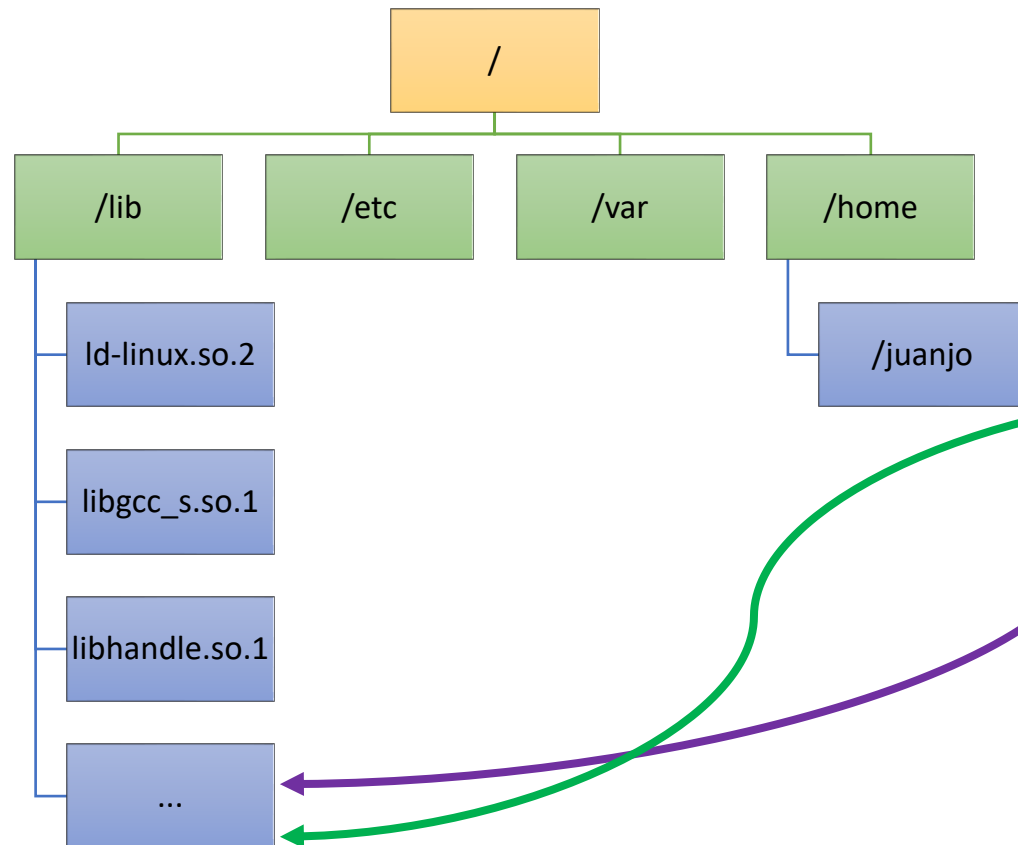 /
/lib
/etc
/var
/home
ld-linux.so.2
/juanjo
libgcc_s.so.1
libhandle.so.1
...